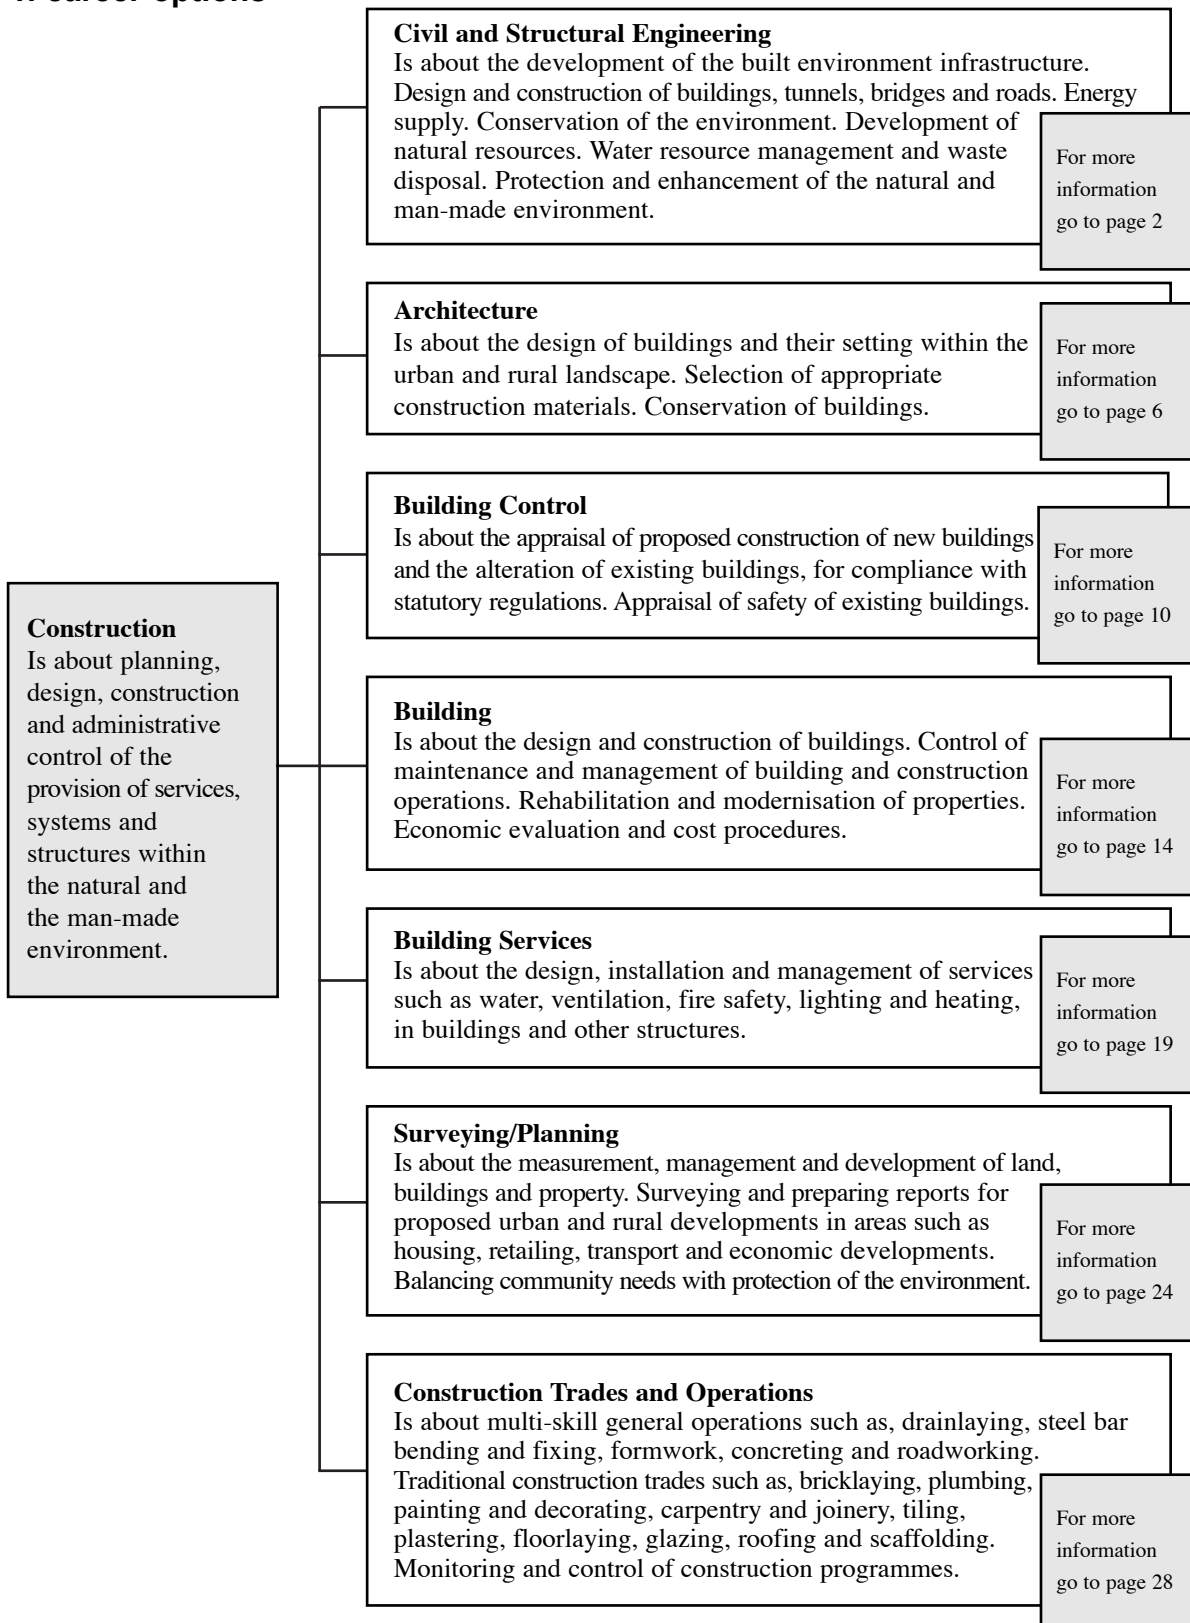 Civil and Structural Engineering
Is about the development of the built environment infrastructure.
Design and construction of buildings, tunnels, bridges and roads. Energy
supply. Conservation of the environment. Development of
natural resources. Water resource management and waste
disposal. Protection and enhancement of the natural and
man-made environment.
For more
information
go to page 2
Architecture
Is about the design of buildings and their setting within the
urban and rural landscape. Selection of appropriate
construction materials. Conservation of buildings.
For more
information
go to page 6
Building Control
Is about the appraisal of proposed construction of new buildings
and the alteration of existing buildings, for compliance with
statutory regulations. Appraisal of safety of existing buildings.
For more
information
go to page 10
Construction
Is about planning,
design, construction
and administrative
control of the
provision of services,
systems and
structures within
the natural and
the man-made
environment.
Building
Is about the design and construction of buildings. Control of
maintenance and management of building and construction
operations. Rehabilitation and modernisation of properties.
Economic evaluation and cost procedures.
For more
information
go to page 14
Building Services
Is about the design, installation and management of services
such as water, ventilation, fire safety, lighting and heating,
in buildings and other structures.
For more
information
go to page 19
Surveying/Planning
Is about the measurement, management and development of land,
buildings and property. Surveying and preparing reports for
proposed urban and rural developments in areas such as
housing, retailing, transport and economic developments.
Balancing community needs with protection of the environment.
For more
information
go to page 24
Construction Trades and Operations
Is about multi-skill general operations such as, drainlaying, steel bar
bending and fixing, formwork, concreting and roadworking.
Traditional construction trades such as, bricklaying, plumbing,
painting and decorating, carpentry and joinery, tiling,
plastering, floorlaying, glazing, roofing and scaffolding.
Monitoring and control of construction programmes.
For more
information
go to page 28